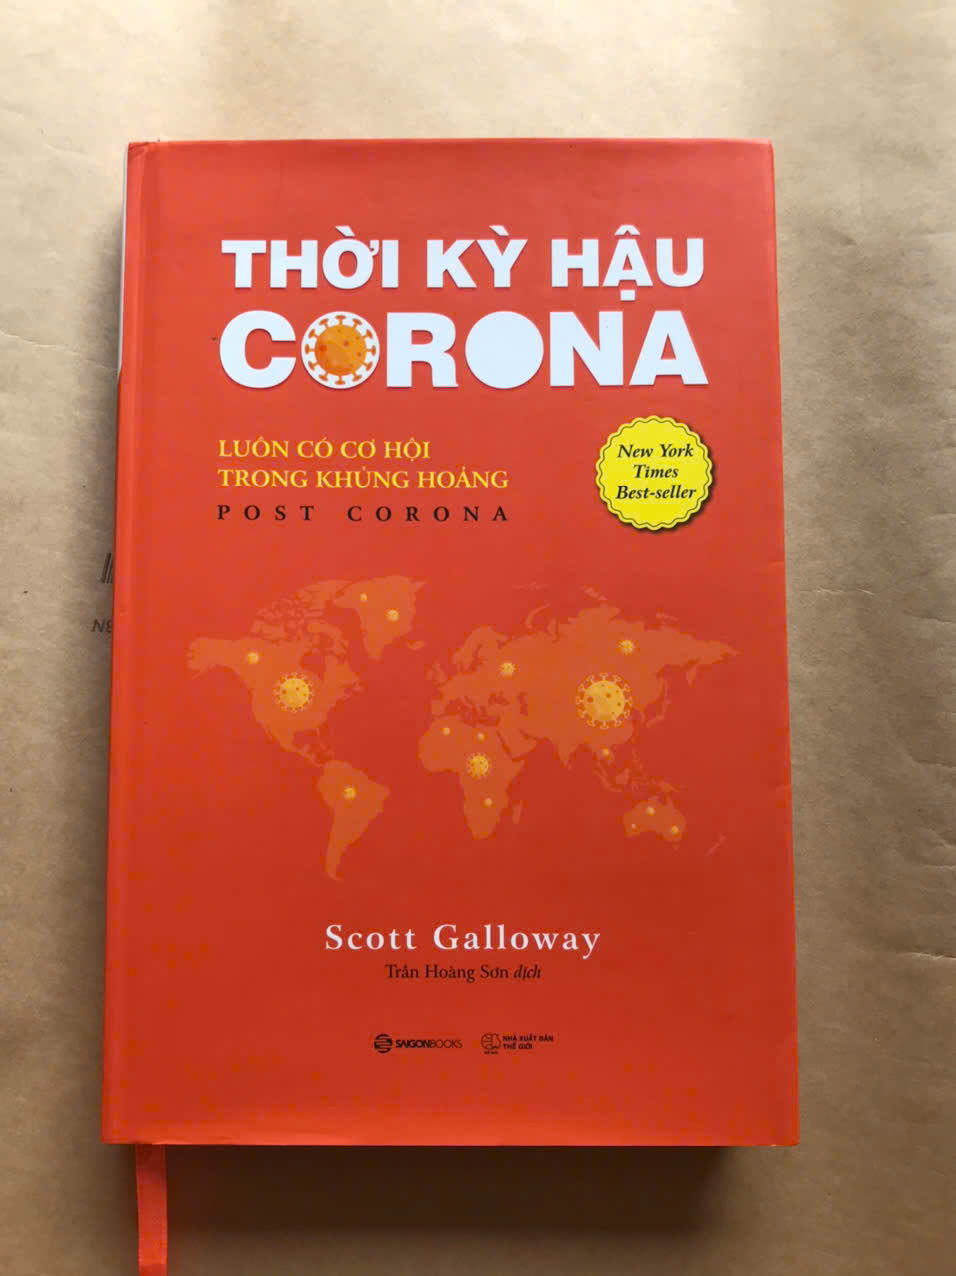 THỜI KỲ HẬU
CORONA
LUÔN CÓ CƠ HỘI
TRONG KHỦNG HOẢNG
POST CORONA
New York
Times
Best-seller
Scott Galloway
Trần Hoàng Sơn dịch
SAIGONBOOKS
NHÀ XUẤT BẢN
THẾ GIỚI